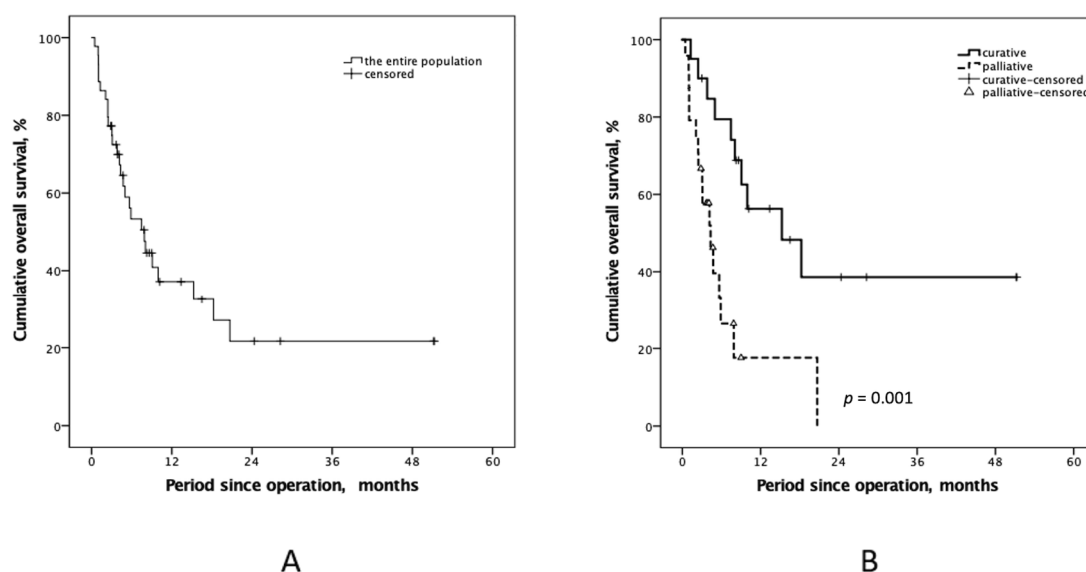 100
80
60
40
20
0
Cumulative overall survival, %
the entire population
censored
0 12 24 36 48 60
Period since operation, months
A
100
80
60
40
20
0
Cumulative overall survival, %
curative
palliative
curative-censored
palliative-censored
p = 0.001
0 12 24 36 48 60
Period since operation, months
B